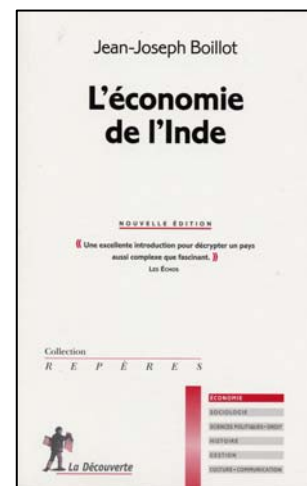 Jean-Joseph Boillot
L'économie
de l'Inde
NOUVELLE ÉDITION
« Une excellente introduction pour décrypter un pays
aussi complexe que fascinant. »
LES ÉCHOS
Collection
REPÈRES
ÉCONOMIE
SOCIOLOGIE
SCIENCES POLITIQUES • DROIT
HISTOIRE
GESTION
CULTURE • COMMUNICATION
La Découverte